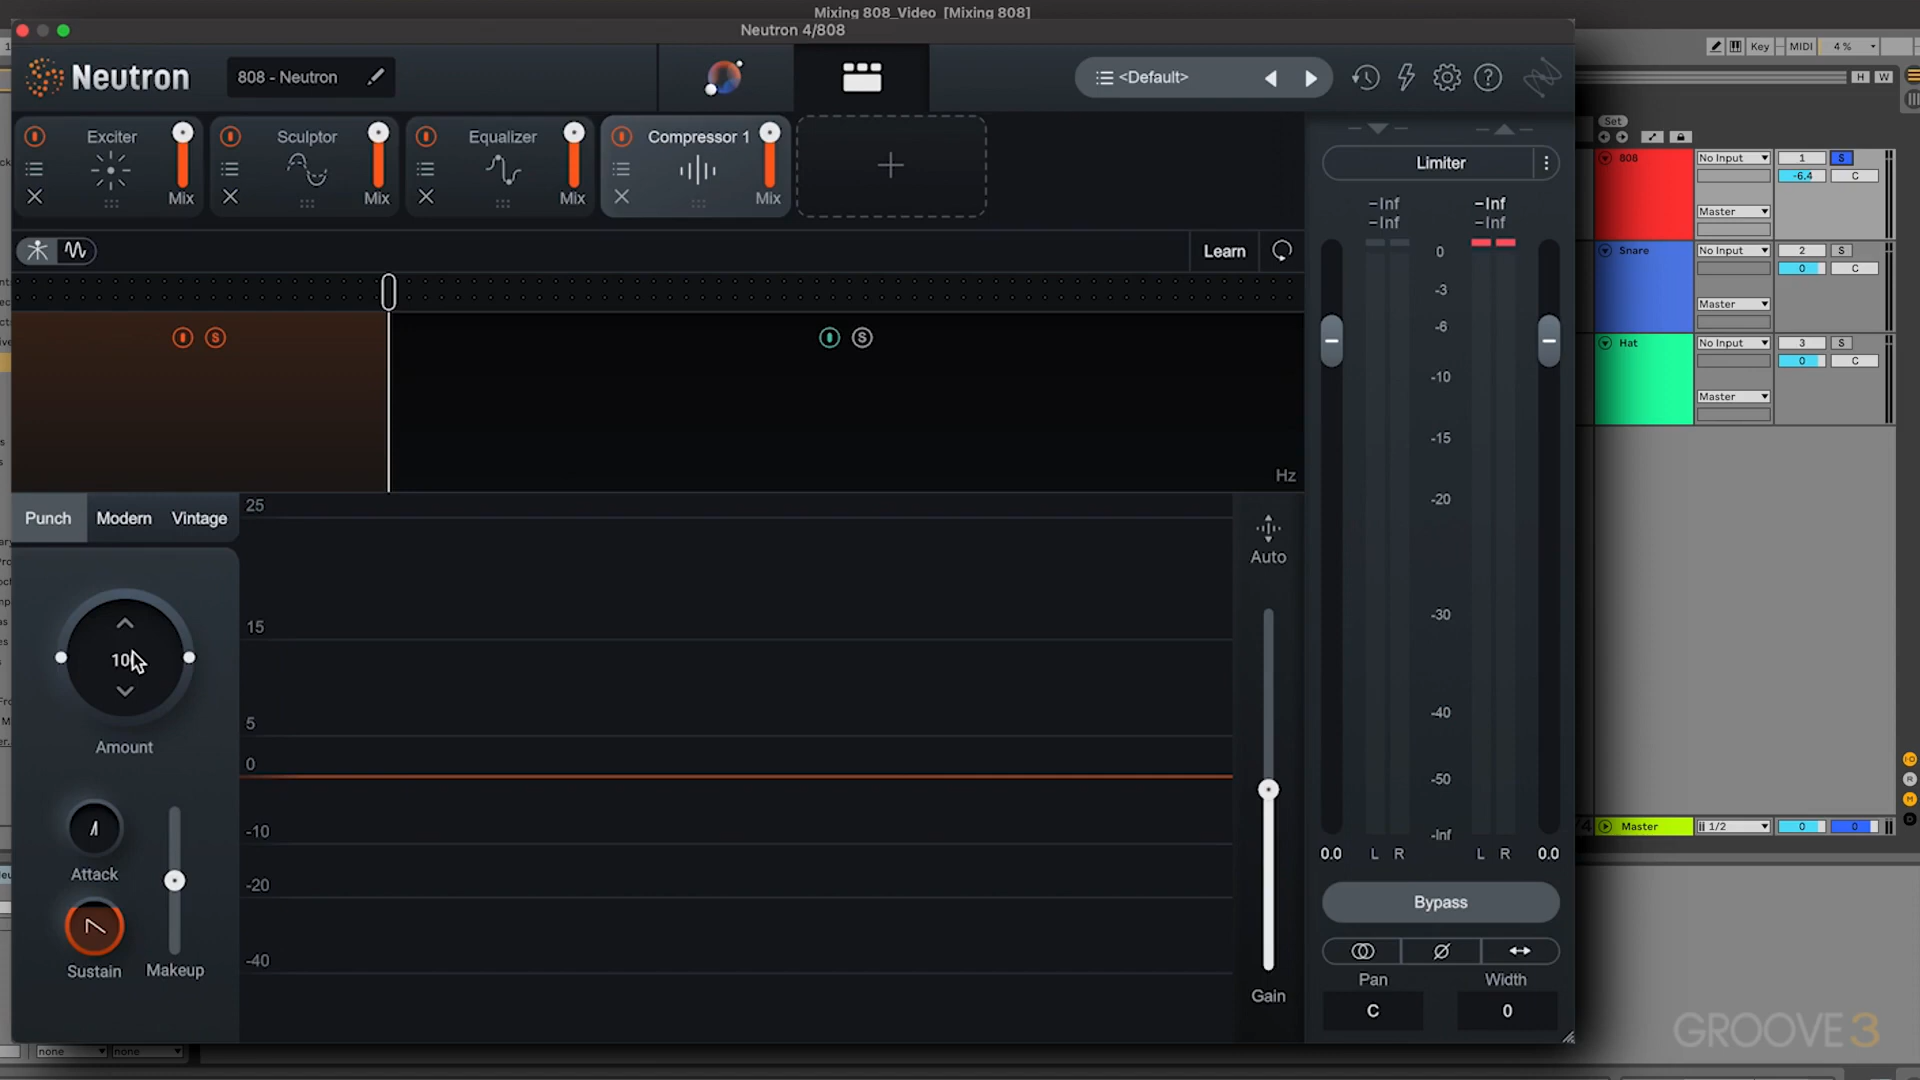 Mixing 808_Video [Mixing 808]
Neutron 4/808
Neutron
808 - Neutron
<Default>
Key
MIDI
4 %
H
W
Exciter
Mix
Sculptor
Mix
Equalizer
Mix
Compressor 1
Mix
Limiter
-Inf
-Inf
-Inf
-Inf
Learn
S
S
Hz
Punch
Modern
Vintage
Amount
Attack
Sustain
Makeup
25
15
5
0
-10
-20
-40
Auto
Gain
0
-3
-6
-10
-15
-20
-30
-40
-50
-Inf
0.0
L
R
L
R
0.0
Bypass
Pan
Width
C
0
Set
808
No Input
1
S
-6.4
C
Master
Snare
No Input
2
S
0
C
Master
Hat
No Input
3
S
0
C
Master
Master
1/2
0
0
none
none
GROOVE3